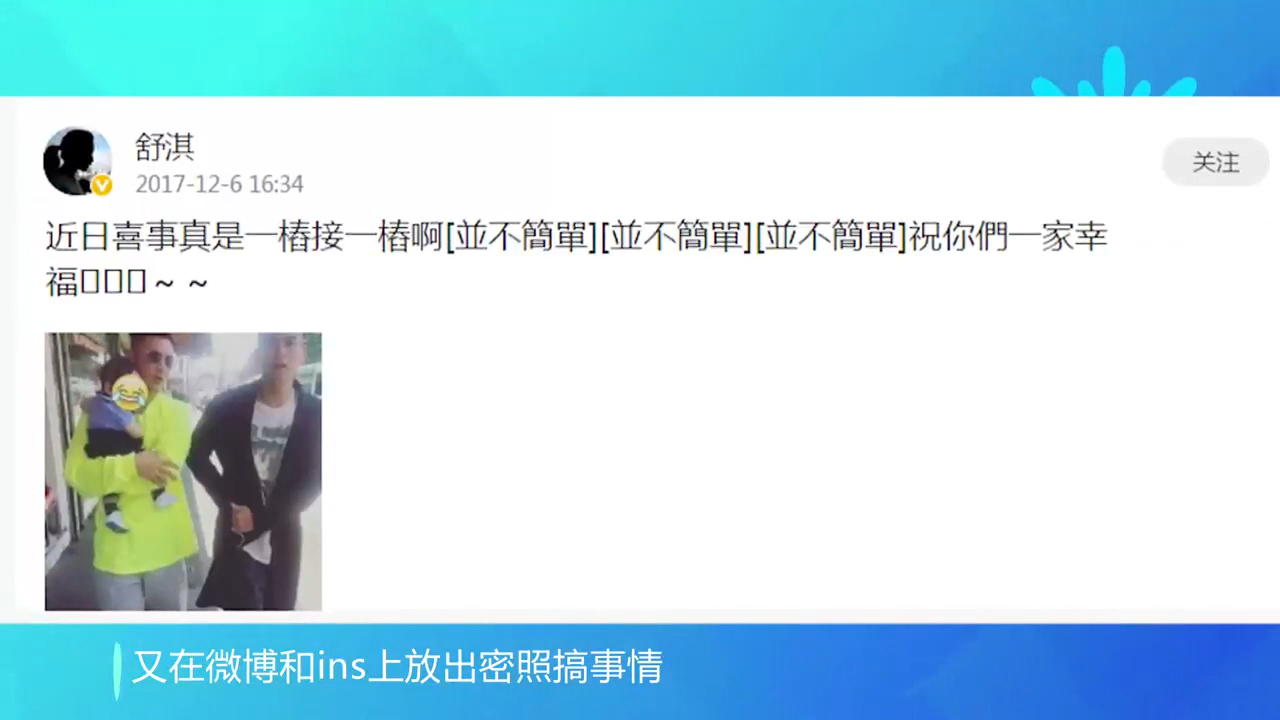 舒淇
2017-12-6 16:34
关注
近日喜事真是一樁接一樁啊[並不簡單][並不簡單][並不簡單]祝你們一家幸
福▯▯▯~ ~
又在微博和ins上放出密照搞事情